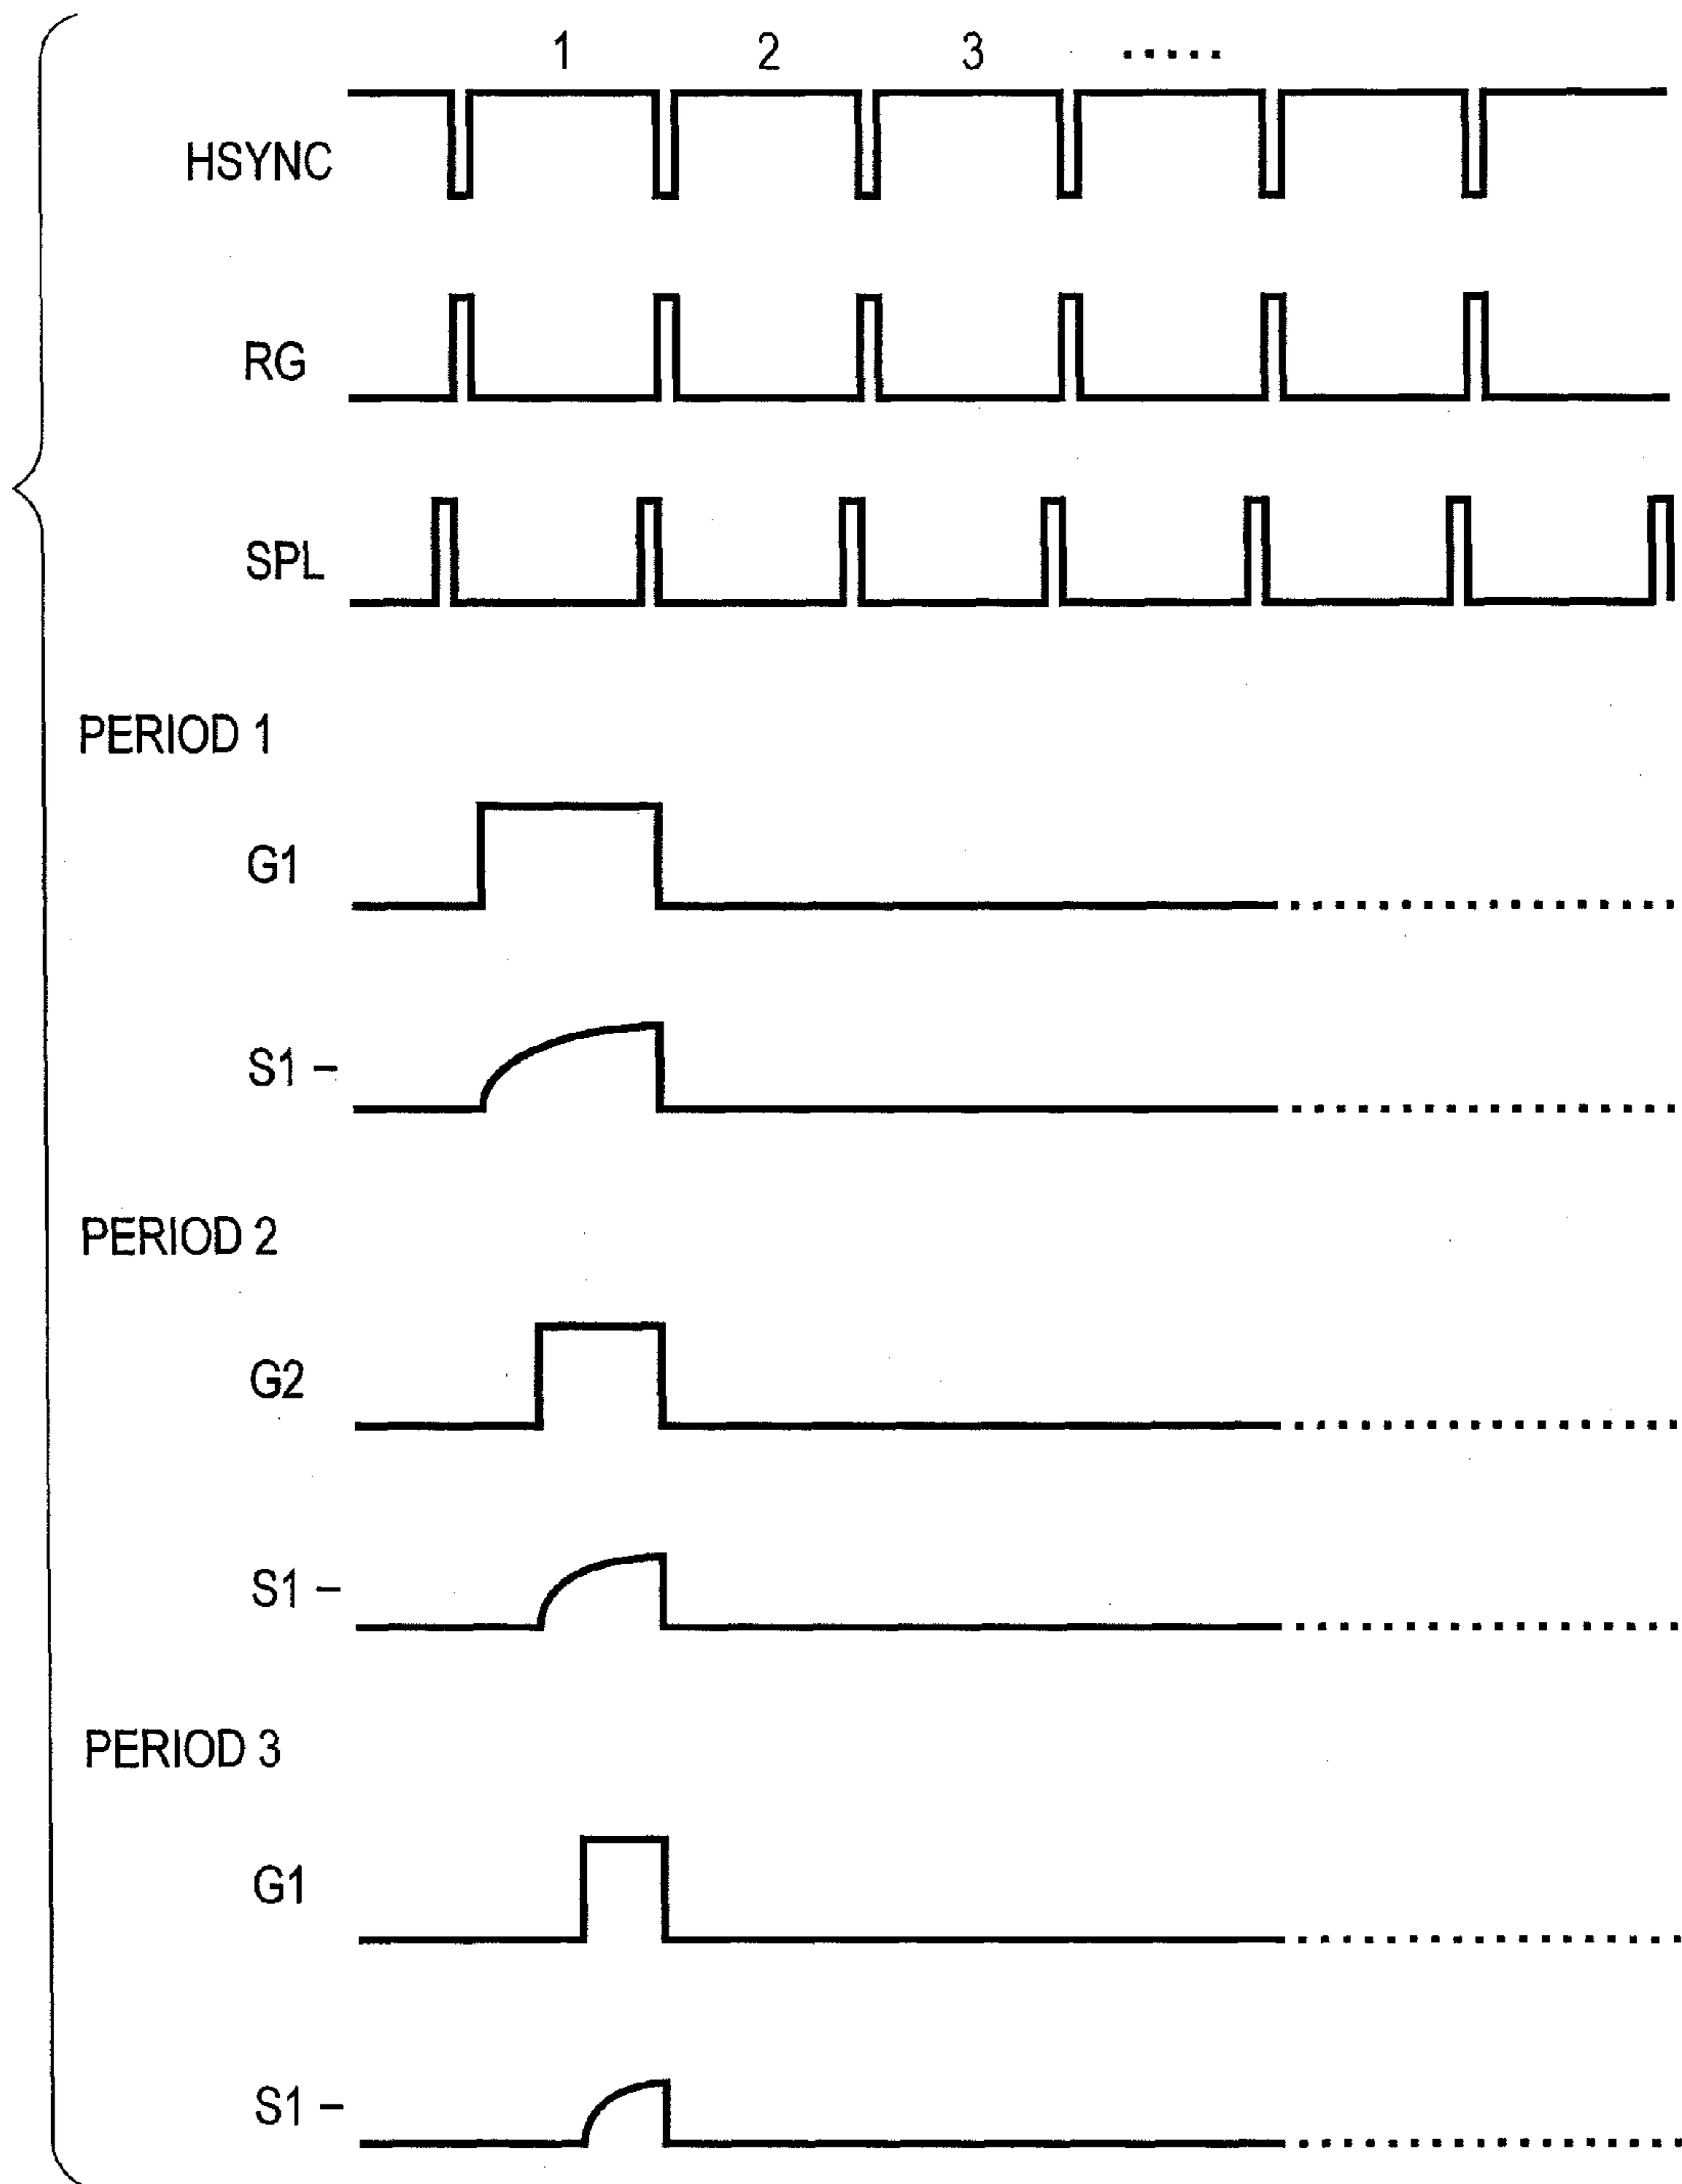 1 2 3 .....
HSYNC
RG
SPL
PERIOD 1
G1
S1 –
PERIOD 2
G2
S1 –
PERIOD 3
G1
S1 –